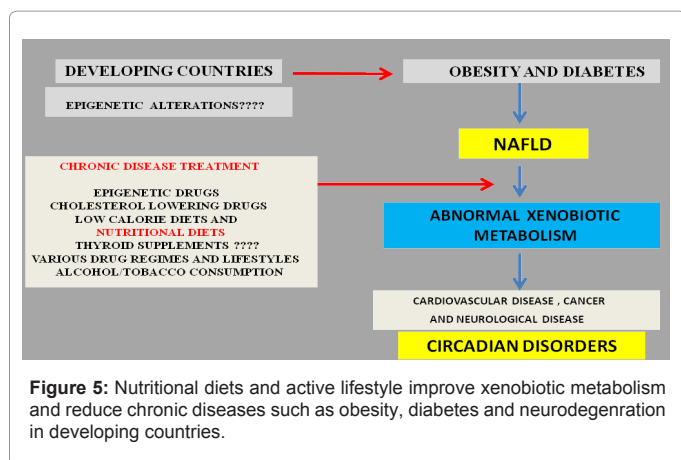 DEVELOPING COUNTRIES
OBESITY AND DIABETES
EPIGENETIC ALTERATIONS????
NAFLD
CHRONIC DISEASE TREATMENT
EPIGENETIC DRUGS
CHOLESTEROL LOWERING DRUGS
LOW CALORIE DIETS AND
NUTRITIONAL DIETS
THYROID SUPPLEMENTS ????
VARIOUS DRUG REGIMES AND LIFESTYLES
ALCOHOL/TOBACCO CONSUMPTION
ABNORMAL XENOBIOTIC
METABOLISM
CARDIOVASCULAR DISEASE , CANCER
AND NEUROLOGICAL DISEASE
CIRCADIAN DISORDERS
Figure 5: Nutritional diets and active lifestyle improve xenobiotic metabolism
and reduce chronic diseases such as obesity, diabetes and neurodegenration
in developing countries.